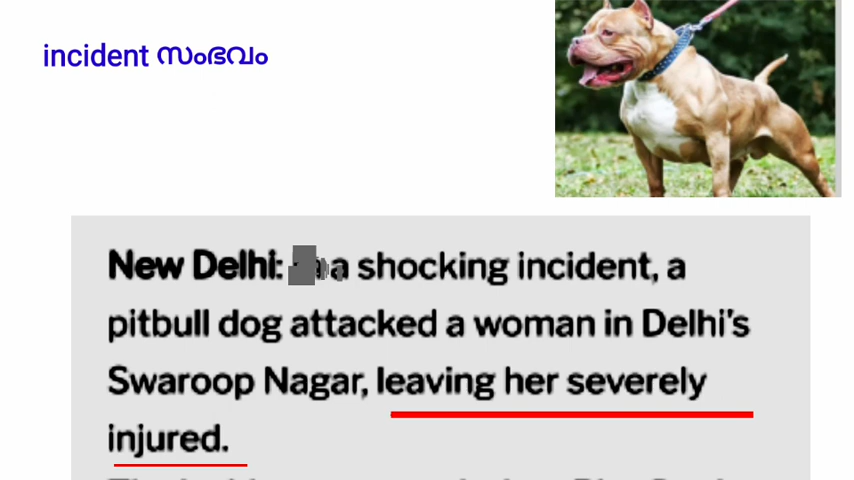 incident സംഭവം
New Delhi: a shocking incident, a
pitbull dog attacked a woman in Delhi's
Swaroop Nagar, leaving her severely
injured.